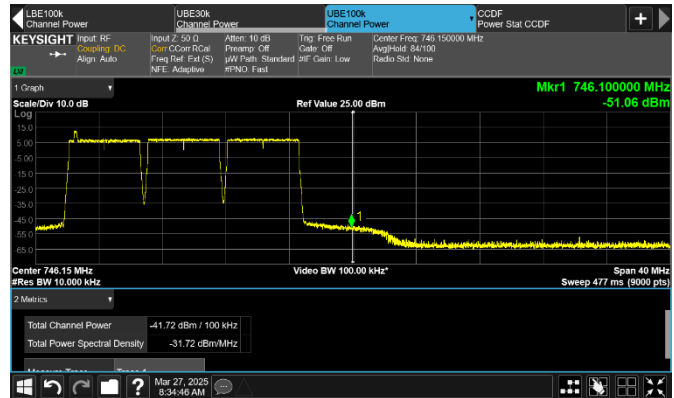 LBE100k
Channel Power
UBE30k
Channel Power
UBE100k
Channel Power
CCDF
Power Stat CCDF
KEYSIGHT
Input: RF
Coupling: DC
Align: Auto
Input Z: 50 Ω
Corr CCorr RCal
Freq Ref: Ext (S)
NFE: Adaptive
Atten: 10 dB
Preamp: Off
µW Path: Standard
#PNO: Fast
Trig: Free Run
Gate: Off
#IF Gain: Low
Center Freq: 746.150000 MHz
Avg|Hold: 84/100
Radio Std: None
LXI
1 Graph
Mkr1 746.100000 MHz
-51.06 dBm
Scale/Div 10.0 dB
Ref Value 25.00 dBm
Log
15.0
5.00
-5.00
-15.0
-25.0
-35.0
-45.0
-55.0
-65.0
1
Center 746.15 MHz
Video BW 100.00 kHz*
Span 40 MHz
#Res BW 10.000 kHz
Sweep 477 ms (9000 pts)
2 Metrics
Total Channel Power
-41.72 dBm / 100 kHz
Total Power Spectral Density
-31.72 dBm/MHz
Measure Trace
Trace 1
?
Mar 27, 2025
8:34:46 AM